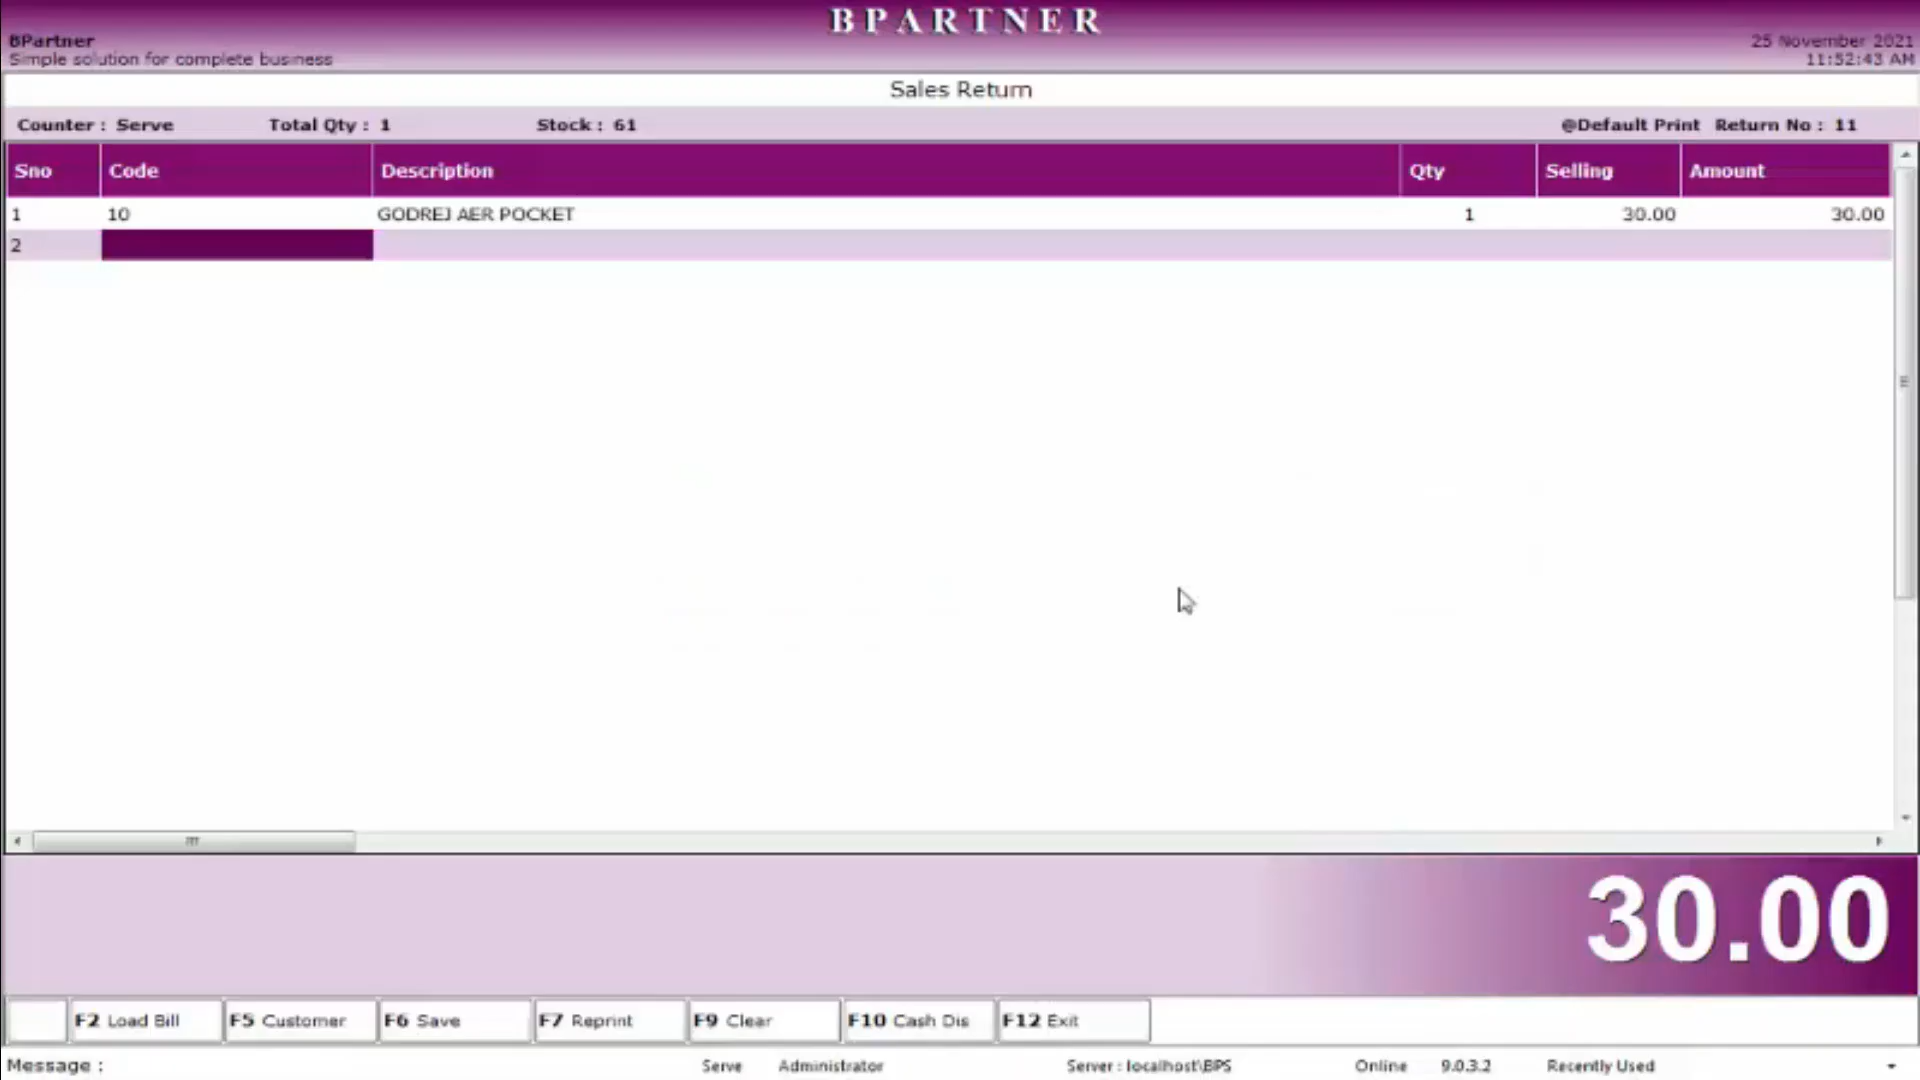 BPARTNER
BPartner
Simple solution for complete business
25 November 2021
11:52:43 AM
Sales Return
Counter : Serve Total Qty : 1 Stock : 61 @Default Print Return No : 11
Sno Code Description Qty Selling Amount
1 10 GODREJ AER POCKET 1 30.00 30.00
2
30.00
F2 Load Bill F5 Customer F6 Save F7 Reprint F9 Clear F10 Cash Dis F12 Exit
Message : Serve Administrator Server : localhost\BPS Online 9.0.3.2 Recently Used